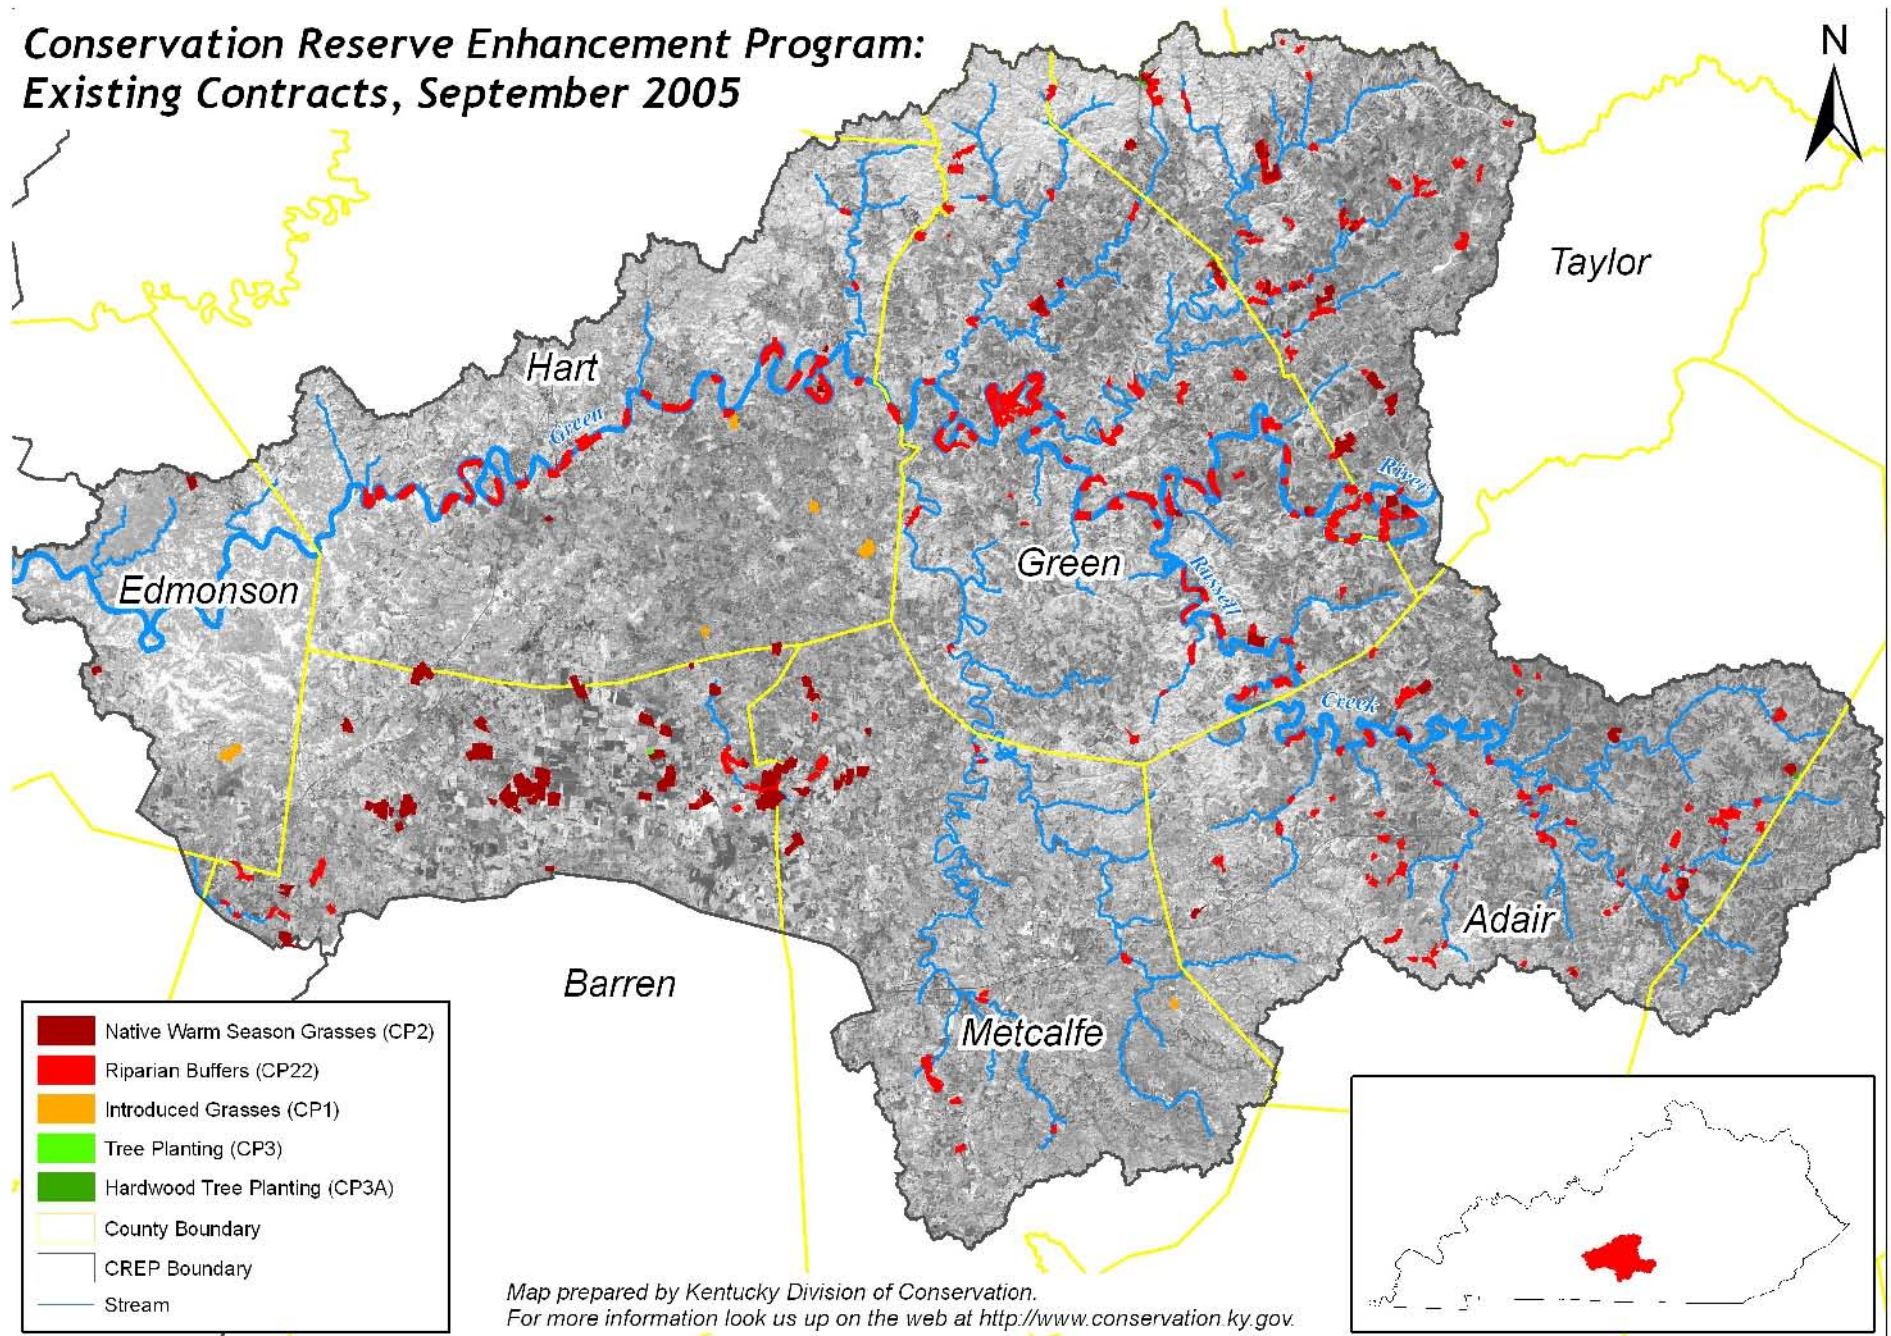 Conservation Reserve Enhancement Program:
Existing Contracts, September 2005
N
Taylor
Hart
Green
River
Green
Russell
Edmonson
Creek
Adair
Barren
Metcalfe
Native Warm Season Grasses (CP2)
Riparian Buffers (CP22)
Introduced Grasses (CP1)
Tree Planting (CP3)
Hardwood Tree Planting (CP3A)
County Boundary
CREP Boundary
Stream
Map prepared by Kentucky Division of Conservation.
For more information look us up on the web at http://www.conservation.ky.gov.